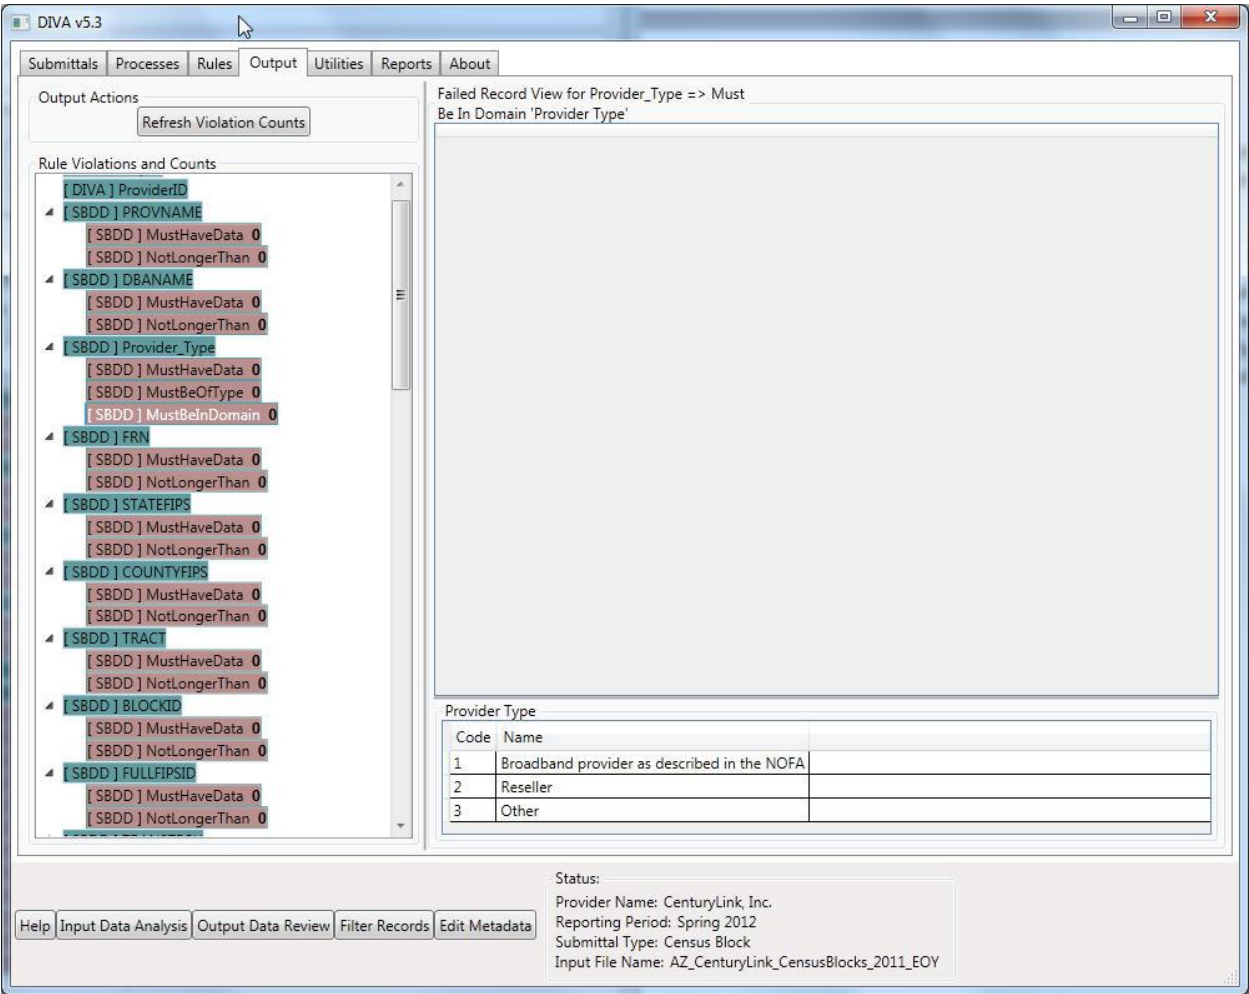 DIVA v5.3
Submittals Processes Rules Output Utilities Reports About
Output Actions
Refresh Violation Counts
Rule Violations and Counts
[ DIVA ] ProviderID
[ SBDD ] PROVNAME
[ SBDD ] MustHaveData 0
[ SBDD ] NotLongerThan 0
[ SBDD ] DBANAME
[ SBDD ] MustHaveData 0
[ SBDD ] NotLongerThan 0
[ SBDD ] Provider_Type
[ SBDD ] MustHaveData 0
[ SBDD ] MustBeOfType 0
[ SBDD ] MustBeInDomain 0
[ SBDD ] FRN
[ SBDD ] MustHaveData 0
[ SBDD ] NotLongerThan 0
[ SBDD ] STATEFIPS
[ SBDD ] MustHaveData 0
[ SBDD ] NotLongerThan 0
[ SBDD ] COUNTYFIPS
[ SBDD ] MustHaveData 0
[ SBDD ] NotLongerThan 0
[ SBDD ] TRACT
[ SBDD ] MustHaveData 0
[ SBDD ] NotLongerThan 0
[ SBDD ] BLOCKID
[ SBDD ] MustHaveData 0
[ SBDD ] NotLongerThan 0
[ SBDD ] FULLFIPSID
[ SBDD ] MustHaveData 0
[ SBDD ] NotLongerThan 0
Failed Record View for Provider_Type => Must
Be In Domain 'Provider Type'
Provider Type
Code Name
1 Broadband provider as described in the NOFA
2 Reseller
3 Other
Help Input Data Analysis Output Data Review Filter Records Edit Metadata
Status:
Provider Name: CenturyLink, Inc.
Reporting Period: Spring 2012
Submittal Type: Census Block
Input File Name: AZ_CenturyLink_CensusBlocks_2011_EOY